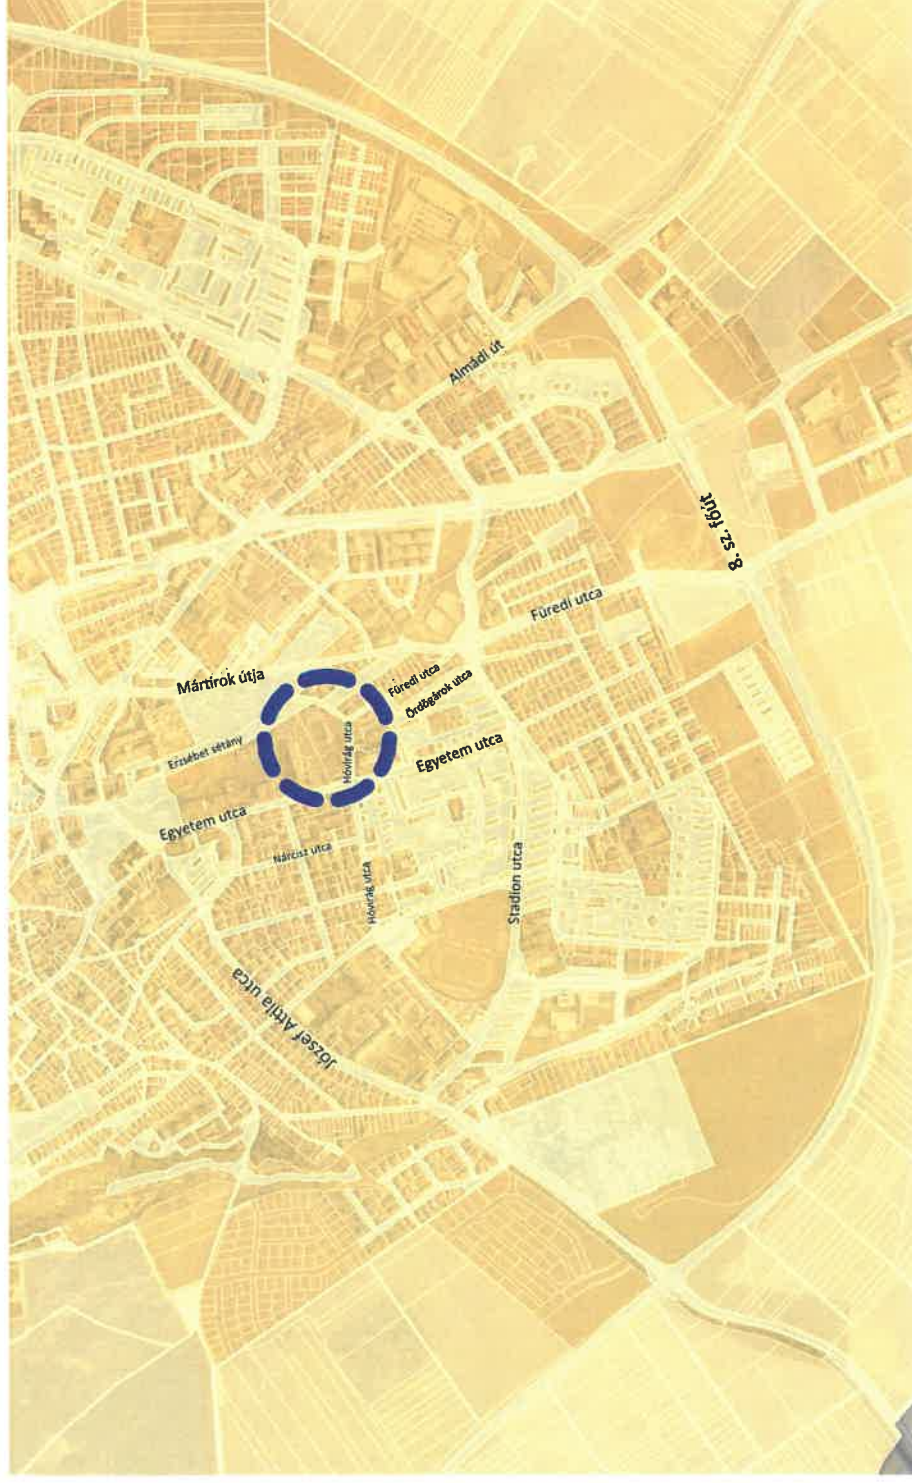 Almádi út
8. sz. főút
Füredi utca
Mártírok útja
Füredi utca
Ördögárok utca
Erzsébet sétány
Hóvirág utca
Egyetem utca
Egyetem utca
Nárcisz utca
Hóvirág utca
Stadion utca
József Attila utca